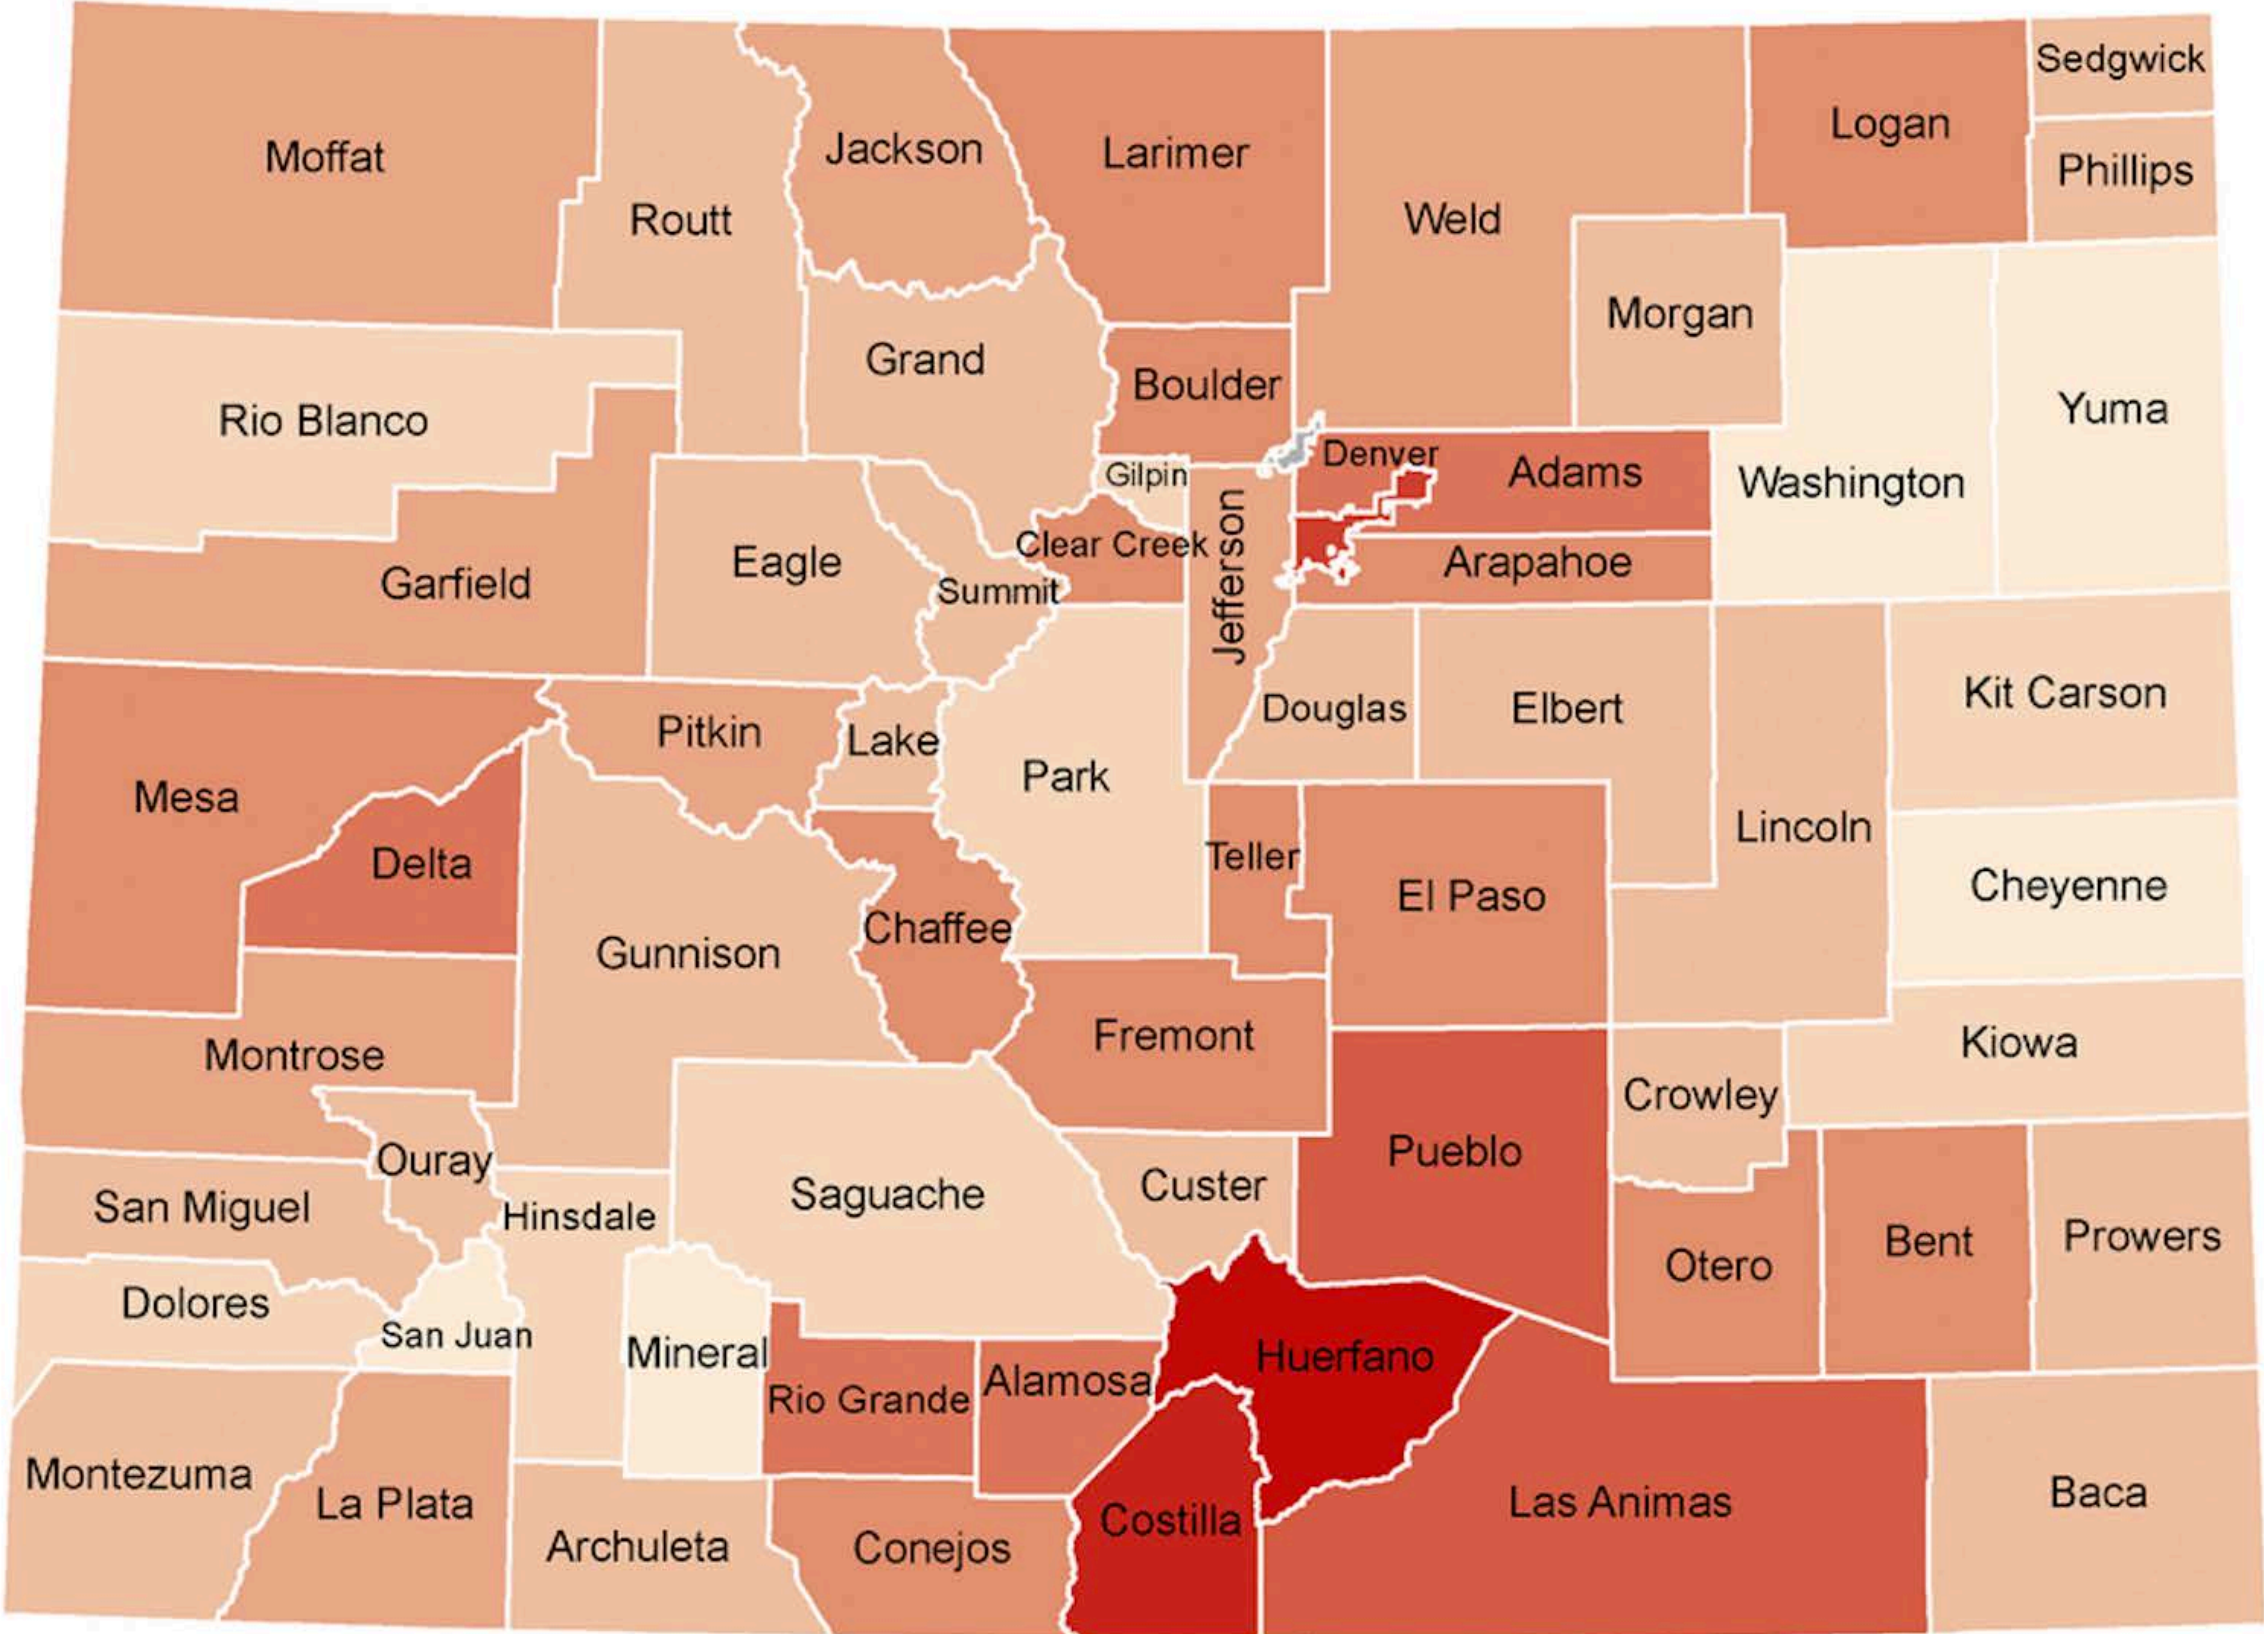 Sedgwick
Logan
Moffat
Jackson
Larimer
Phillips
Routt
Weld
Morgan
Grand
Boulder
Yuma
Rio Blanco
Denver
Adams
Gilpin
Washington
Clear Creek
Jefferson
Arapahoe
Eagle
Garfield
Summit
Kit Carson
Douglas
Elbert
Pitkin
Lake
Park
Mesa
Lincoln
Teller
Delta
Cheyenne
El Paso
Chaffee
Gunnison
Fremont
Kiowa
Montrose
Crowley
Pueblo
Ouray
Custer
Saguache
San Miguel
Hinsdale
Bent
Prowers
Otero
Dolores
San Juan
Mineral
Huerfano
Alamosa
Rio Grande
Montezuma
La Plata
Las Animas
Baca
Costilla
Archuleta
Conejos